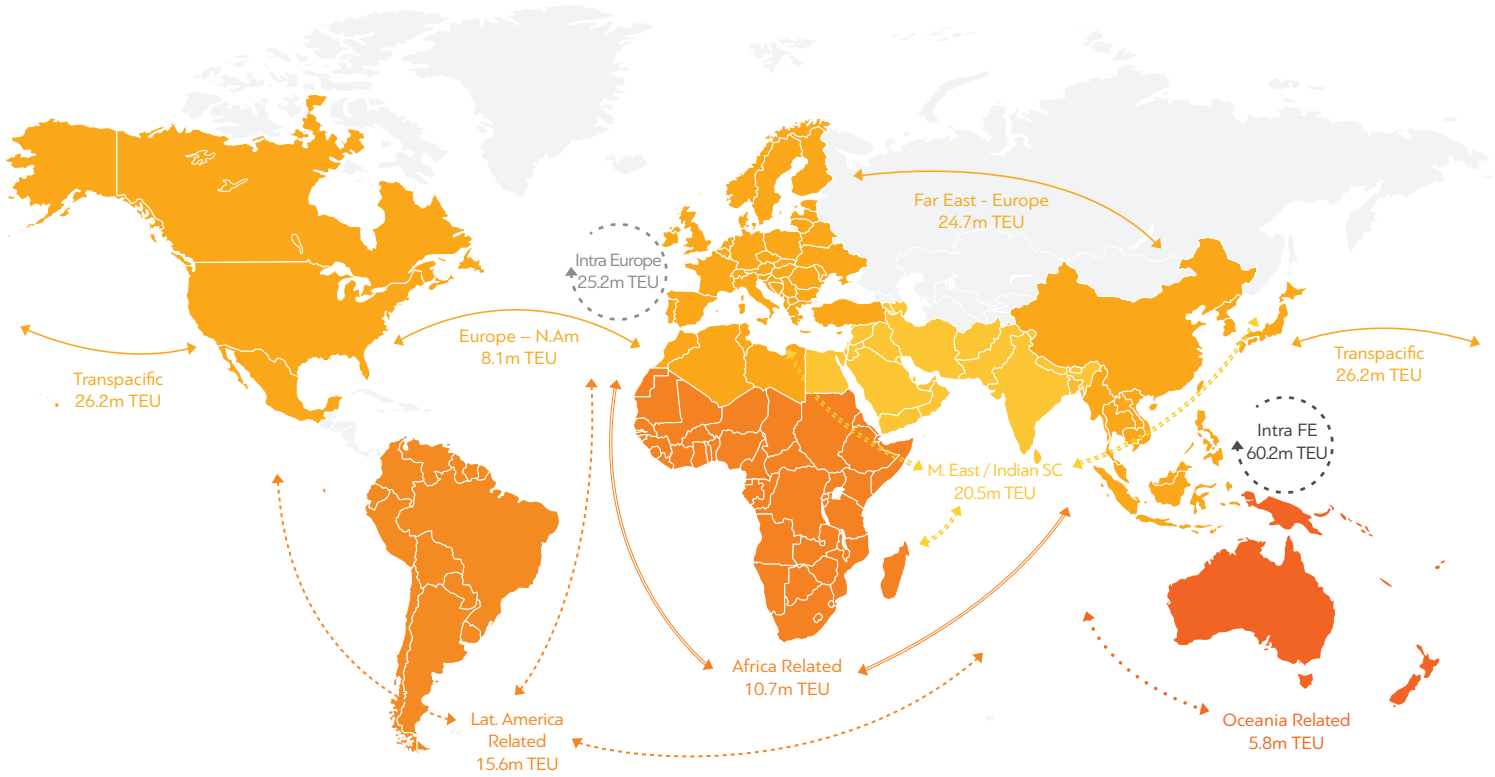 Far East - Europe
24.7m TEU
Intra Europe
25.2m TEU
Europe – N.Am
8.1m TEU
Transpacific
26.2m TEU
Transpacific
26.2m TEU
Intra FE
60.2m TEU
M. East / Indian SC
20.5m TEU
Africa Related
10.7m TEU
Lat. America
Related
15.6m TEU
Oceania Related
5.8m TEU